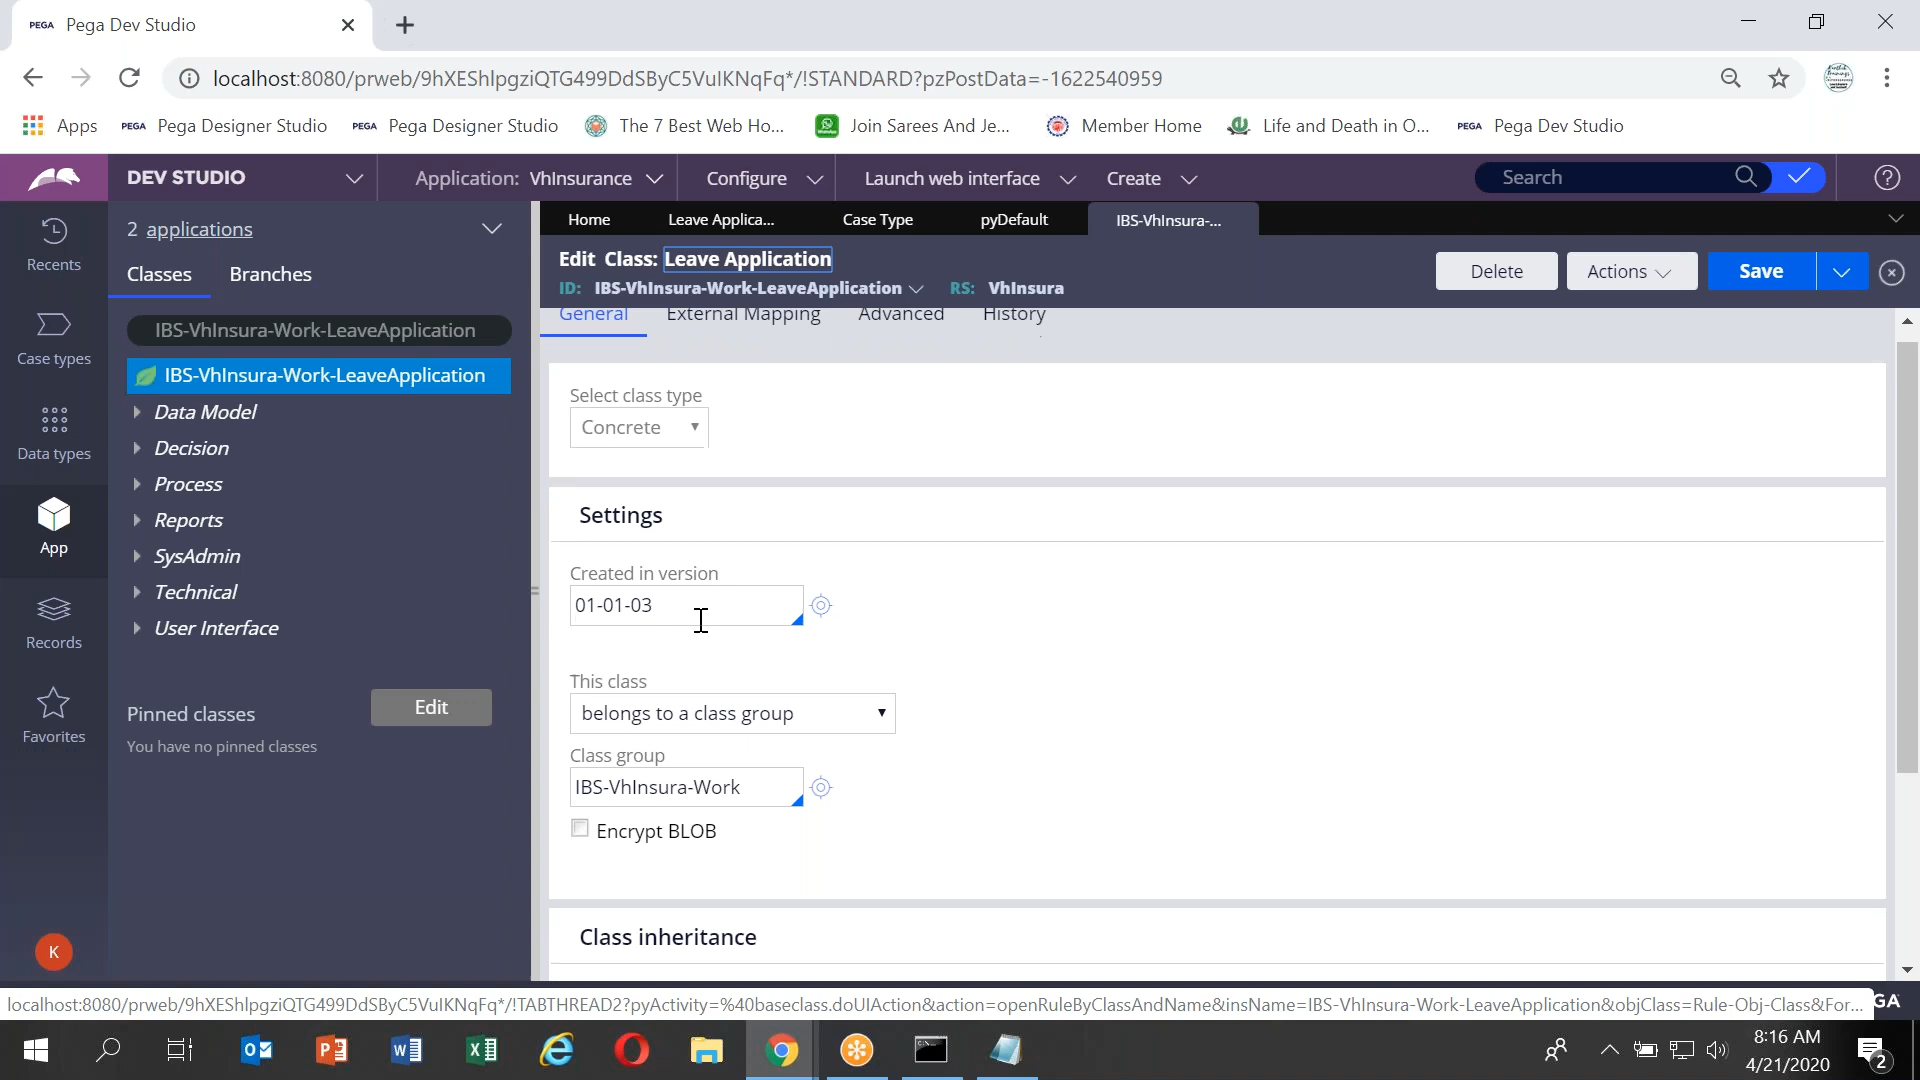 PEGA Pega Dev Studio
localhost:8080/prweb/9hXEShlpgziQTG499DdSByC5VulKNqFq*/!STANDARD?pzPostData=-1622540959
Apps PEGA Pega Designer Studio PEGA Pega Designer Studio The 7 Best Web Ho... Join Sarees And Je... Member Home Life and Death in O... PEGA Pega Dev Studio
DEV STUDIO Application: VhInsurance Configure Launch web interface Create Search
Recents
Case types
Data types
App
Records
Favorites
K
2 applications
Classes Branches
IBS-VhInsura-Work-LeaveApplication
IBS-VhInsura-Work-LeaveApplication
Data Model
Decision
Process
Reports
SysAdmin
Technical
User Interface
Pinned classes Edit
You have no pinned classes
Home Leave Applica... Case Type pyDefault IBS-VhInsura-...
Edit Class: Leave Application
ID: IBS-VhInsura-Work-LeaveApplication RS: VhInsura
Delete Actions Save
General External Mapping Advanced History
Select class type
Concrete
Settings
Created in version
01-01-03
This class
belongs to a class group
Class group
IBS-VhInsura-Work
Encrypt BLOB
Class inheritance
localhost:8080/prweb/9hXEShlpgziQTG499DdSByC5VulKNqFq*/!TABTHREAD2?pyActivity=%40baseclass.doUIAction&action=openRuleByClassAndName&insName=IBS-VhInsura-Work-LeaveApplication&objClass=Rule-Obj-Class&For... GA
8:16 AM
4/21/2020
2